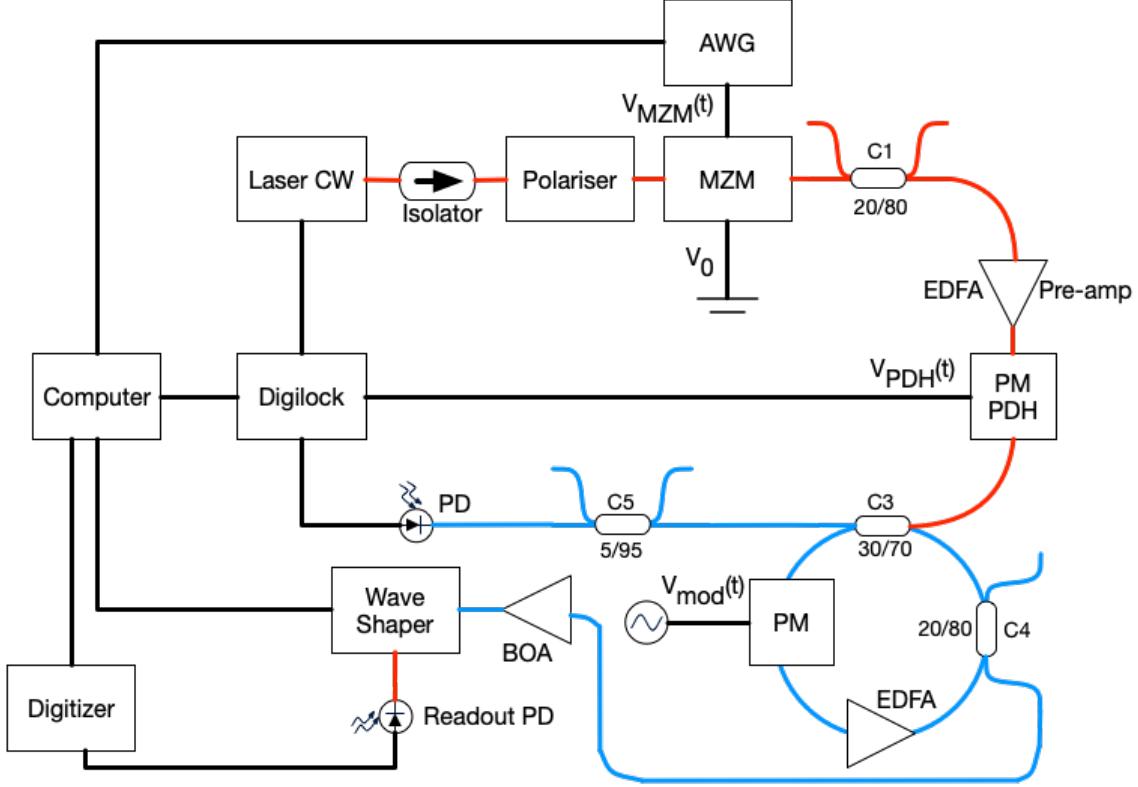 AWG
V_MZM(t)
C1
Laser CW
Polariser
MZM
Isolator
20/80
V_0
EDFA
Pre-amp
V_PDH(t)
Computer
Digilock
PM
PDH
PD
C5
C3
5/95
30/70
Wave
Shaper
V_mod(t)
PM
20/80
C4
BOA
EDFA
Digitizer
Readout PD